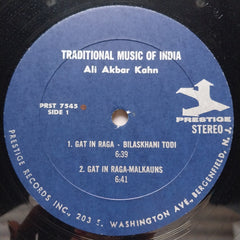 TRADITIONAL MUSIC OF INDIA
Ali Akbar Kahn
PRST 7545
SIDE 1
PRESTIGE
STEREO
1. GAT IN RAGA - BILASKHANI TODI
6:39
2. GAT IN RAGA-MALKAUNS
6:41
PRESTIGE RECORDS INC., 203 S. WASHINGTON AVE., BERGENFIELD, N. J.